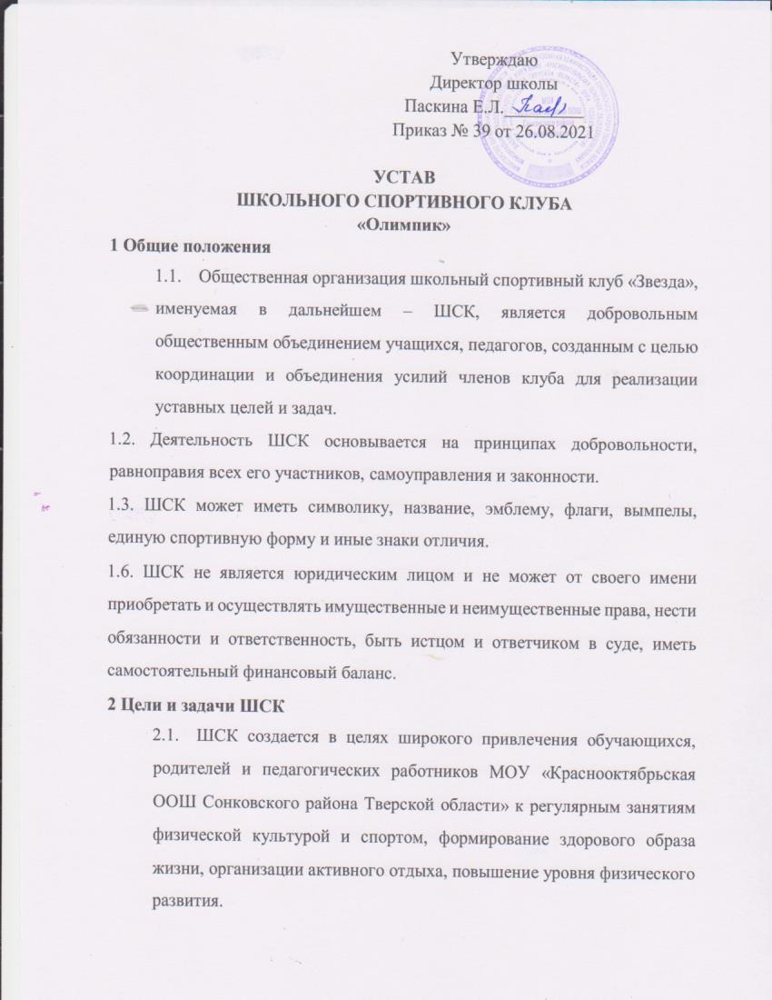 Утверждаю
Директор школы
Паскина Е.Л.
Приказ № 39 от 26.08.2021
УСТАВ
ШКОЛЬНОГО СПОРТИВНОГО КЛУБА
«Олимпик»
1 Общие положения
1.1. Общественная организация школьный спортивный клуб «Звезда»,
именуемая в дальнейшем – ШСК, является добровольным
общественным объединением учащихся, педагогов, созданным с целью
координации и объединения усилий членов клуба для реализации
уставных целей и задач.
1.2. Деятельность ШСК основывается на принципах добровольности,
равноправия всех его участников, самоуправления и законности.
1.3. ШСК может иметь символику, название, эмблему, флаги, вымпелы,
единую спортивную форму и иные знаки отличия.
1.6. ШСК не является юридическим лицом и не может от своего имени
приобретать и осуществлять имущественные и неимущественные права, нести
обязанности и ответственность, быть истцом и ответчиком в суде, иметь
самостоятельный финансовый баланс.
2 Цели и задачи ШСК
2.1. ШСК создается в целях широкого привлечения обучающихся,
родителей и педагогических работников МОУ «Краснооктябрьская
ООШ Сонковского района Тверской области» к регулярным занятиям
физической культурой и спортом, формирование здорового образа
жизни, организации активного отдыха, повышение уровня физического
развития.